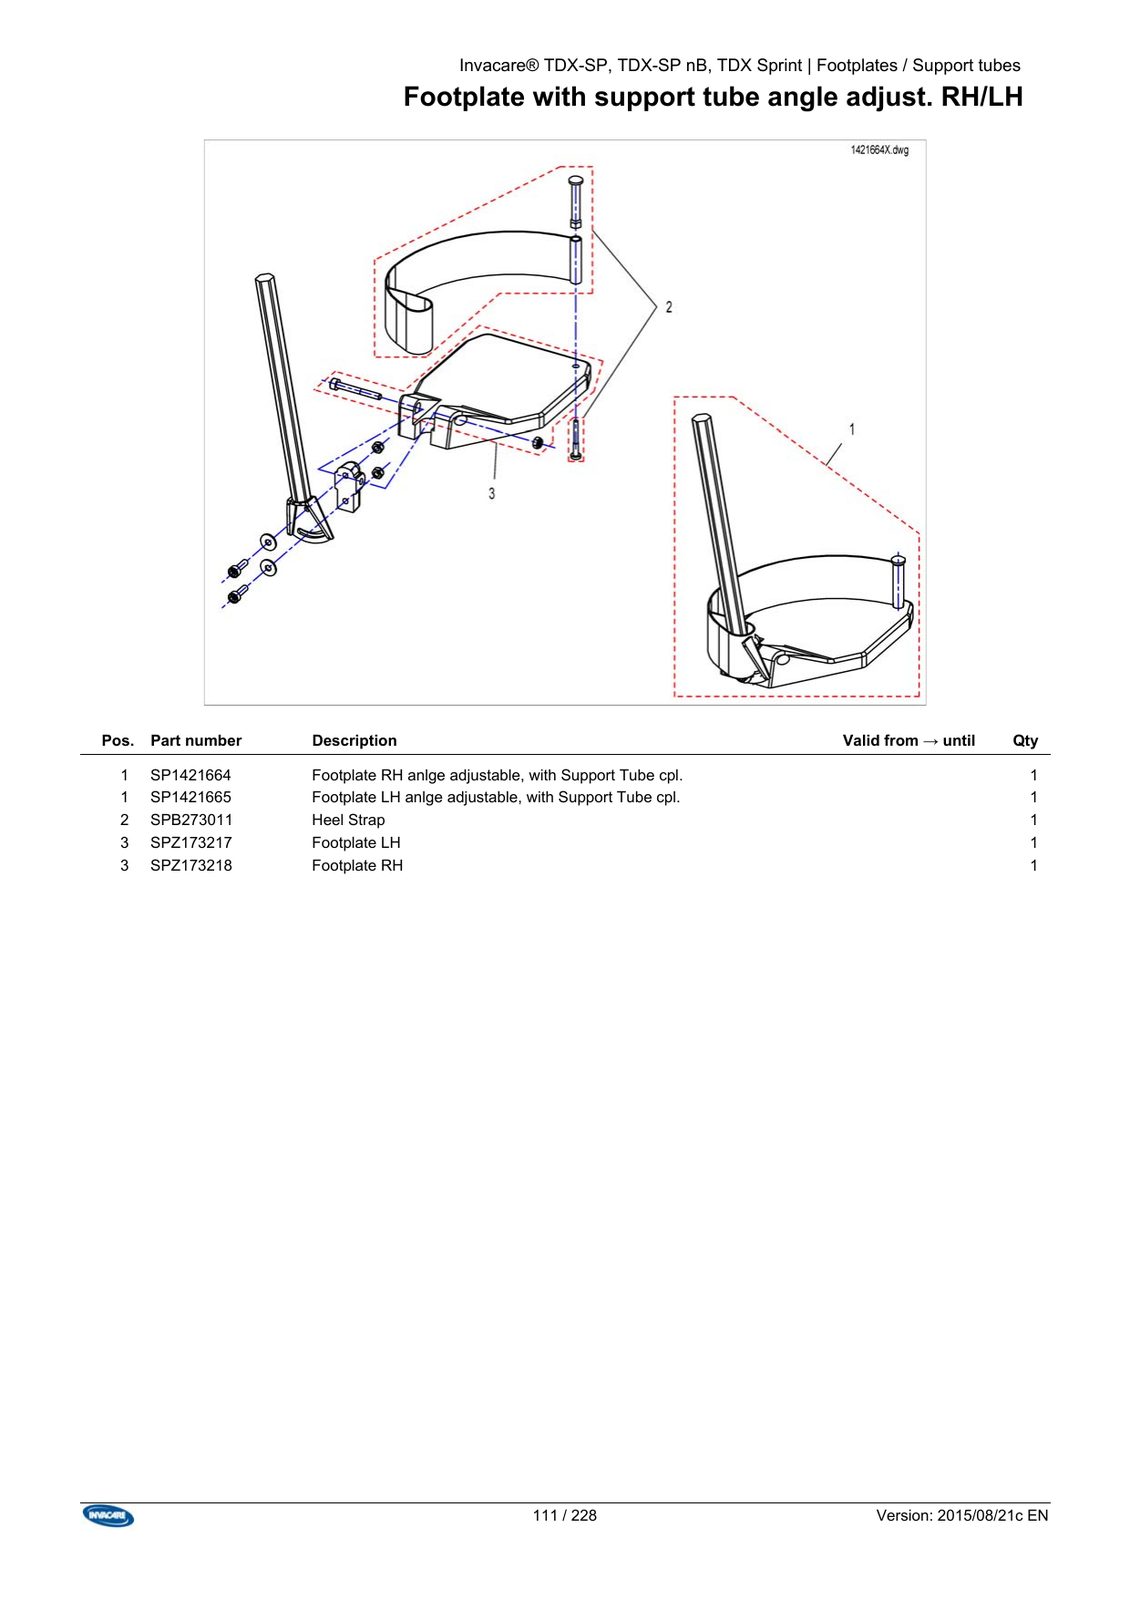 Invacare® TDX-SP, TDX-SP nB, TDX Sprint | Footplates / Support tubes
Footplate with support tube angle adjust. RH/LH
1421664X.dwg
2
1
3
Pos. Part number Description Valid from → until Qty
1 SP1421664 Footplate RH anlge adjustable, with Support Tube cpl. 1
1 SP1421665 Footplate LH anlge adjustable, with Support Tube cpl. 1
2 SPB273011 Heel Strap 1
3 SPZ173217 Footplate LH 1
3 SPZ173218 Footplate RH 1
INVACARE 111 / 228 Version: 2015/08/21c EN